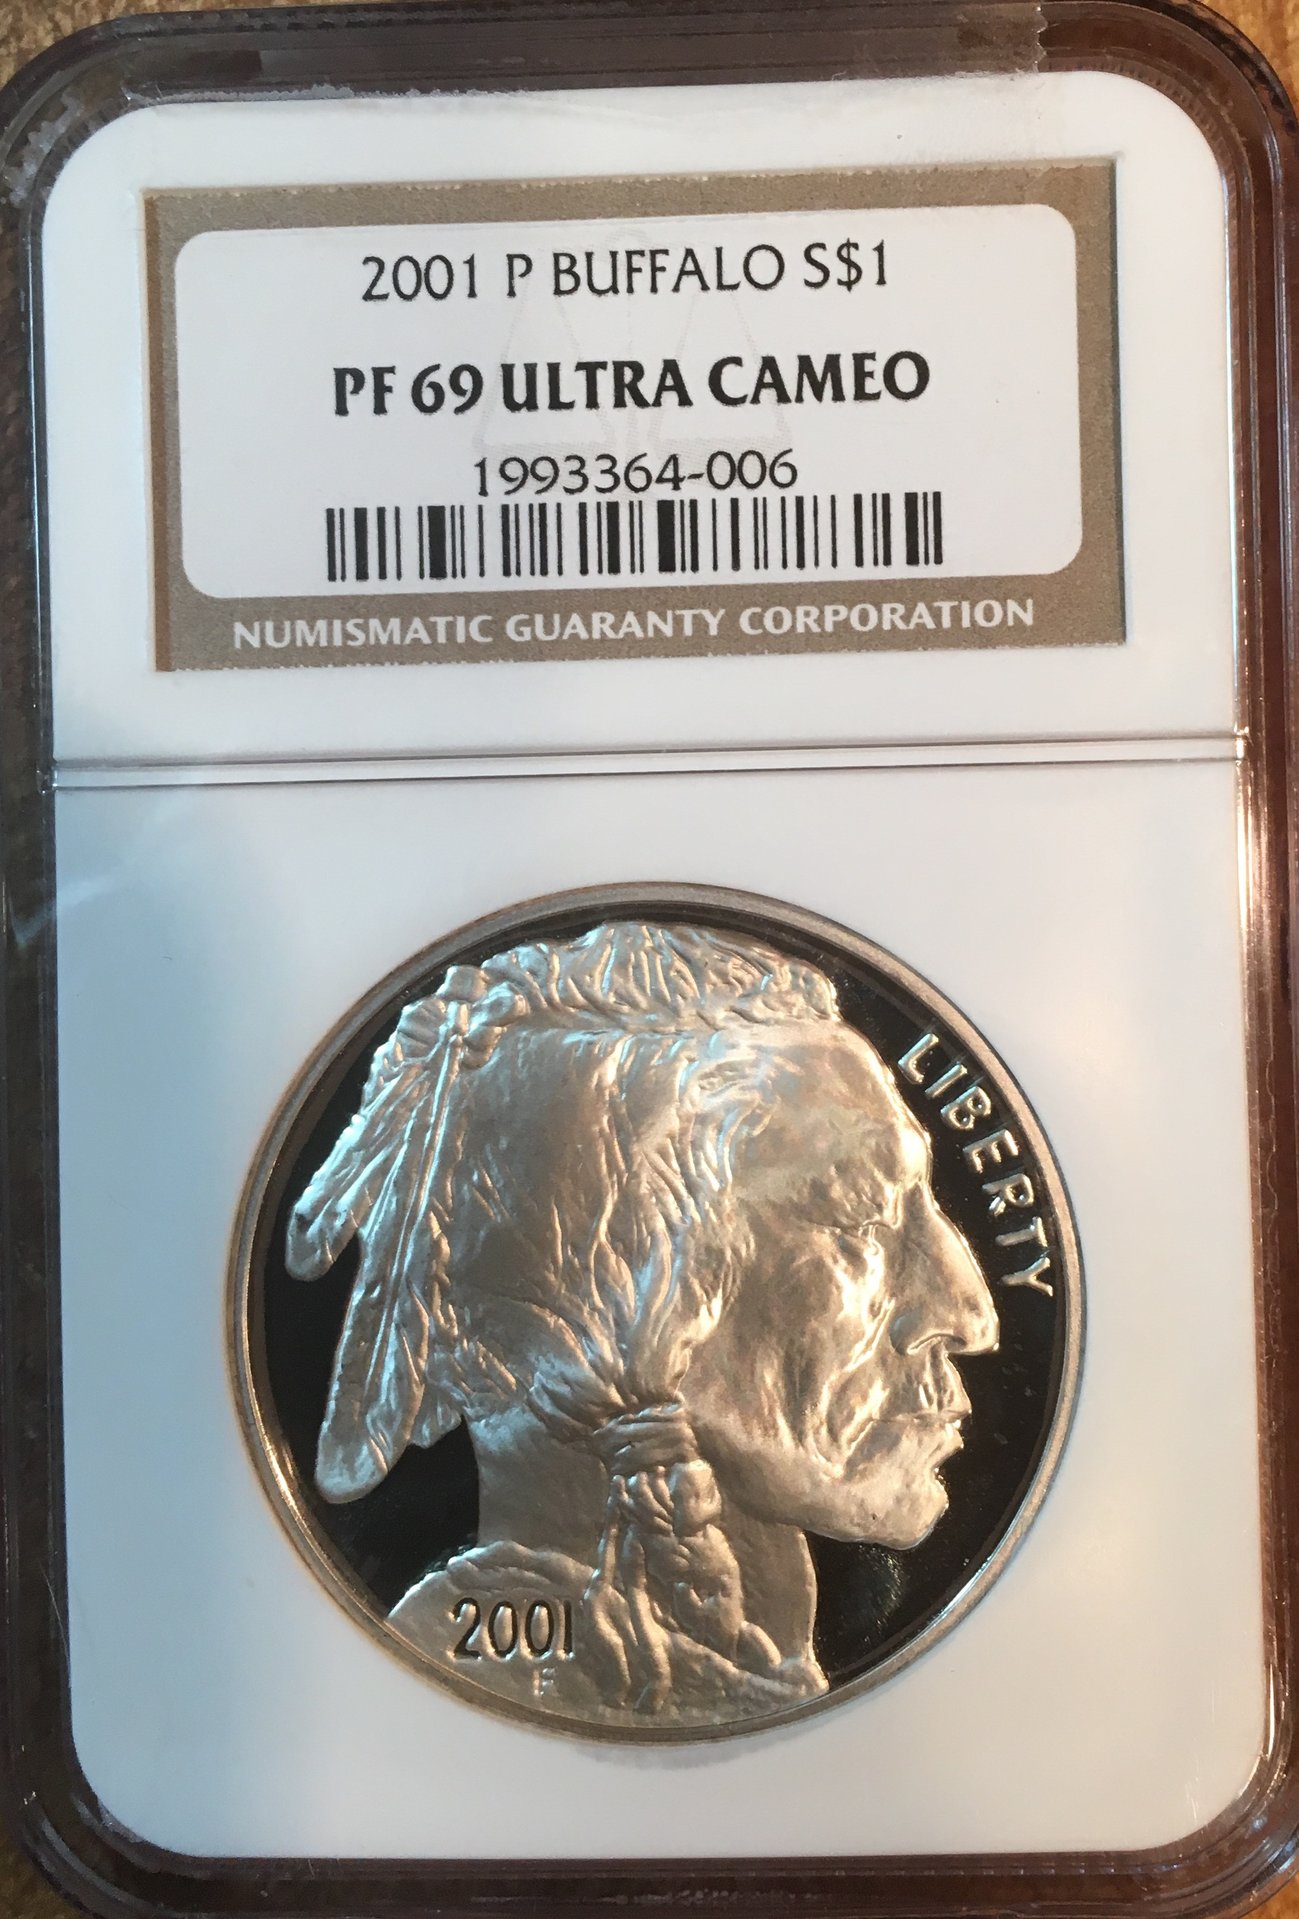 2001 P BUFFALO S$1
PF 69 ULTRA CAMEO
1993364-006
NUMISMATIC GUARANTY CORPORATION
LIBERTY
2001
F